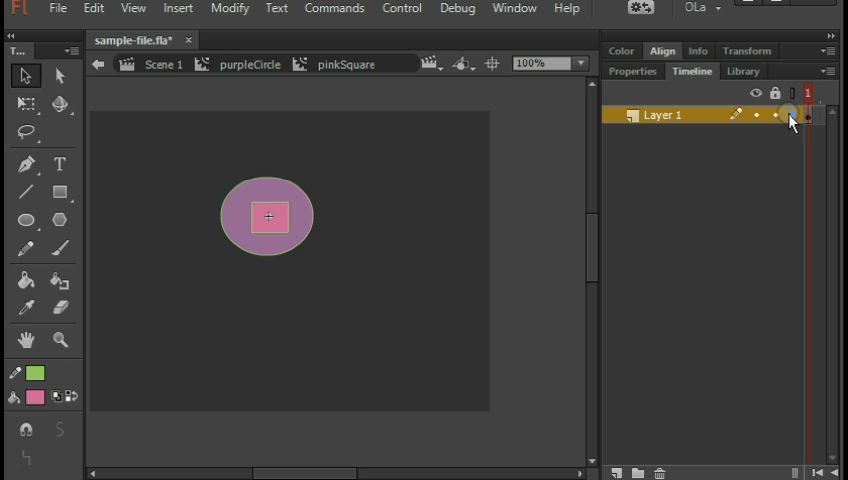 Fl File Edit View Insert Modify Text Commands Control Debug Window Help OLa
T...
sample-file.fla* ×
Color Align Info Transform
Scene 1 purpleCircle pinkSquare 100%
Properties Timeline Library
1
Layer 1
T